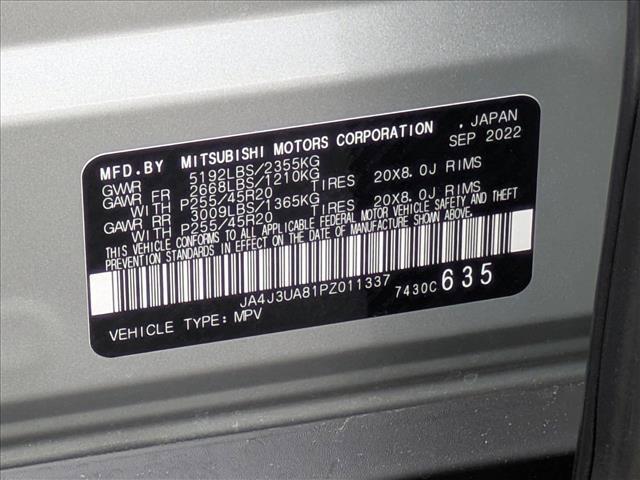 MFD.BY MITSUBISHI MOTORS CORPORATION , JAPAN
GVWR 5192LBS/2355KG SEP 2022
GAWR FR 2668LBS/1210KG
WITH P255/45R20 TIRES 20X8.0J RIMS
GAWR RR 3009LBS/1365KG
WITH P255/45R20 TIRES 20X8.0J RIMS
THIS VEHICLE CONFORMS TO ALL APPLICABLE FEDERAL MOTOR VEHICLE SAFETY AND THEFT
PREVENTION STANDARDS IN EFFECT ON THE DATE OF MANUFACTURE SHOWN ABOVE.
JA4J3UA81PZ011337 7430C 635
VEHICLE TYPE: MPV